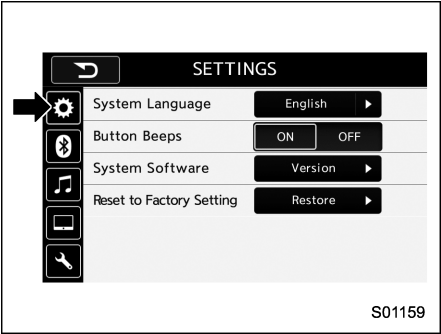 SETTINGS
System Language English
Button Beeps ON OFF
System Software Version
Reset to Factory Setting Restore
S01159